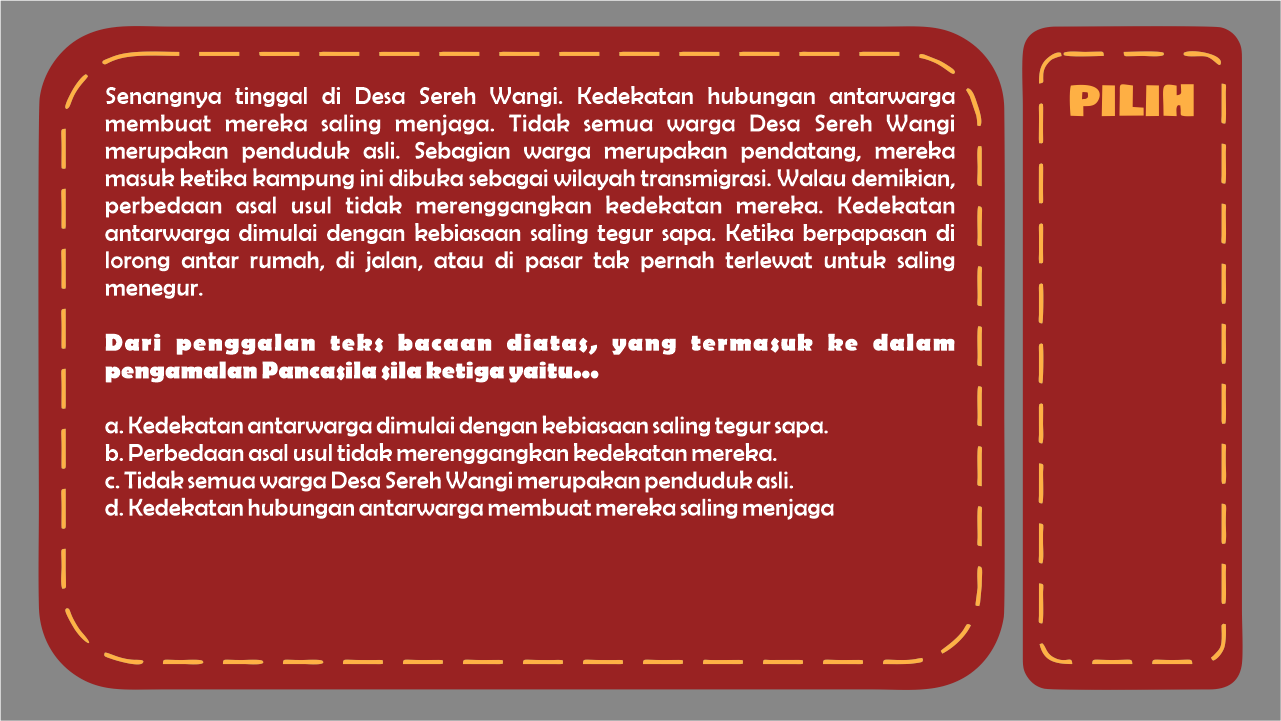 Senangnya tinggal di Desa Sereh Wangi. Kedekatan hubungan antarwarga
membuat mereka saling menjaga. Tidak semua warga Desa Sereh Wangi
merupakan penduduk asli. Sebagian warga merupakan pendatang, mereka
masuk ketika kampung ini dibuka sebagai wilayah transmigrasi. Walau demikian,
perbedaan asal usul tidak merenggangkan kedekatan mereka. Kedekatan
antarwarga dimulai dengan kebiasaan saling tegur sapa. Ketika berpapasan di
lorong antar rumah, di jalan, atau di pasar tak pernah terlewat untuk saling
menegur.
Dari penggalan teks bacaan diatas, yang termasuk ke dalam
pengamalan Pancasila sila ketiga yaitu...
a. Kedekatan antarwarga dimulai dengan kebiasaan saling tegur sapa.
b. Perbedaan asal usul tidak merenggangkan kedekatan mereka.
c. Tidak semua warga Desa Sereh Wangi merupakan penduduk asli.
d. Kedekatan hubungan antarwarga membuat mereka saling menjaga
PILIH